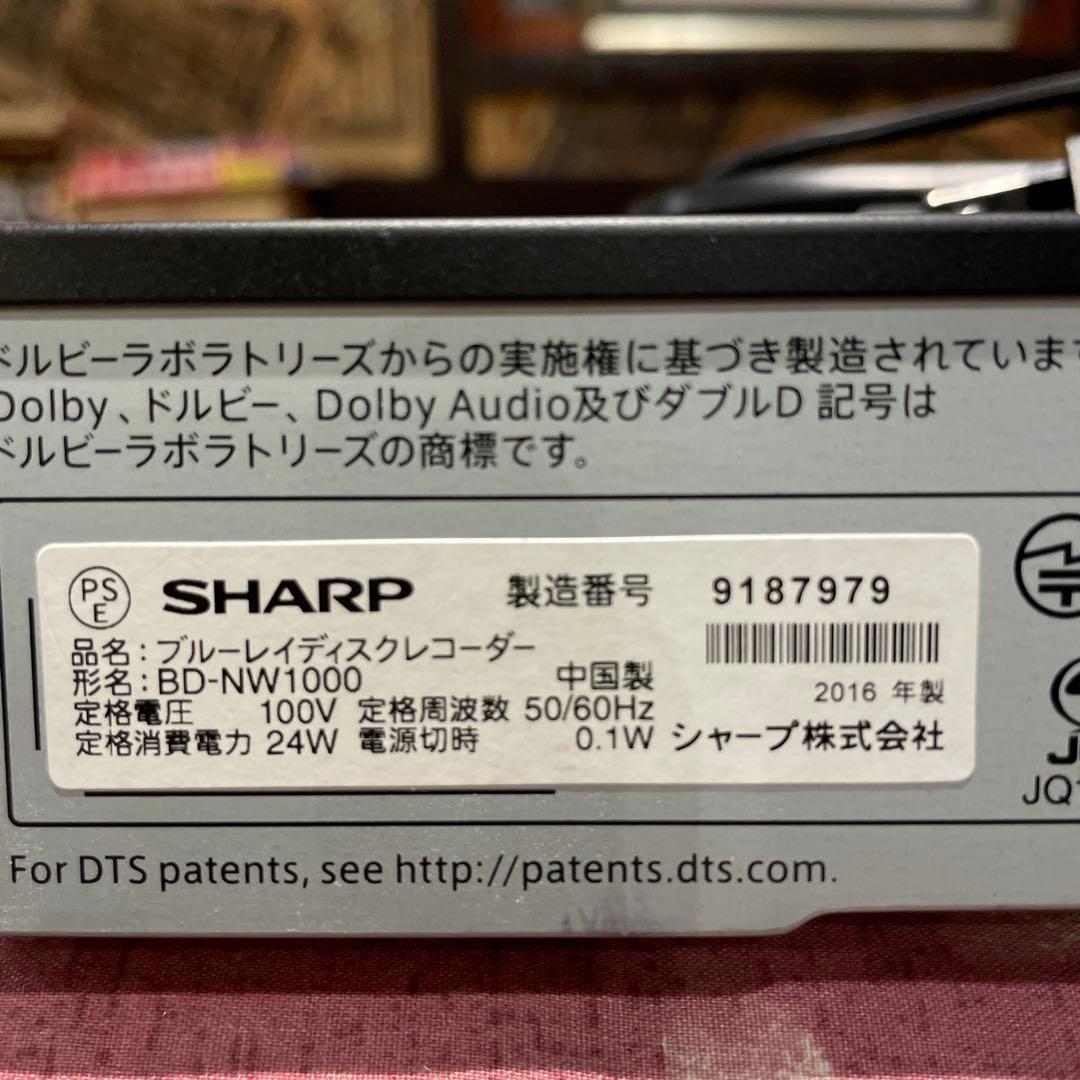 ドルビーラボラトリーズからの実施権に基づき製造されています
Dolby、ドルビー、Dolby Audio及びダブルD 記号は
ドルビーラボラトリーズの商標です。
PSE SHARP 製造番号 9187979
品名:ブルーレイディスクレコーダー
形名:BD-NW1000 中国製 2016 年製
定格電圧 100V 定格周波数 50/60Hz
定格消費電力 24W 電源切時 0.1W シャープ株式会社
JQ
For DTS patents, see http://patents.dts.com.